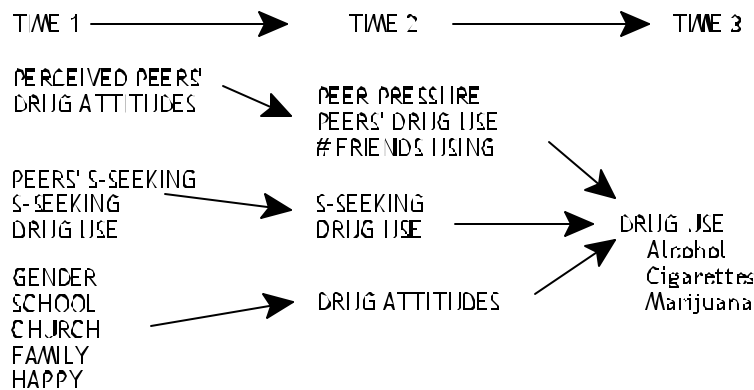 TIME 1 TIME 2 TIME 3
PERCEIVED PEERS'
DRUG ATTITUDES
PEER PRESSURE
PEERS' DRUG USE
# FRIENDS USING
PEERS' S-SEEKING
S-SEEKING
DRUG USE
S-SEEKING
DRUG USE
DRUG USE
Alcohol
Cigarettes
Marijuana
GENDER
SCHOOL
CHURCH
FAMILY
HAPPY
DRUG ATTITUDES